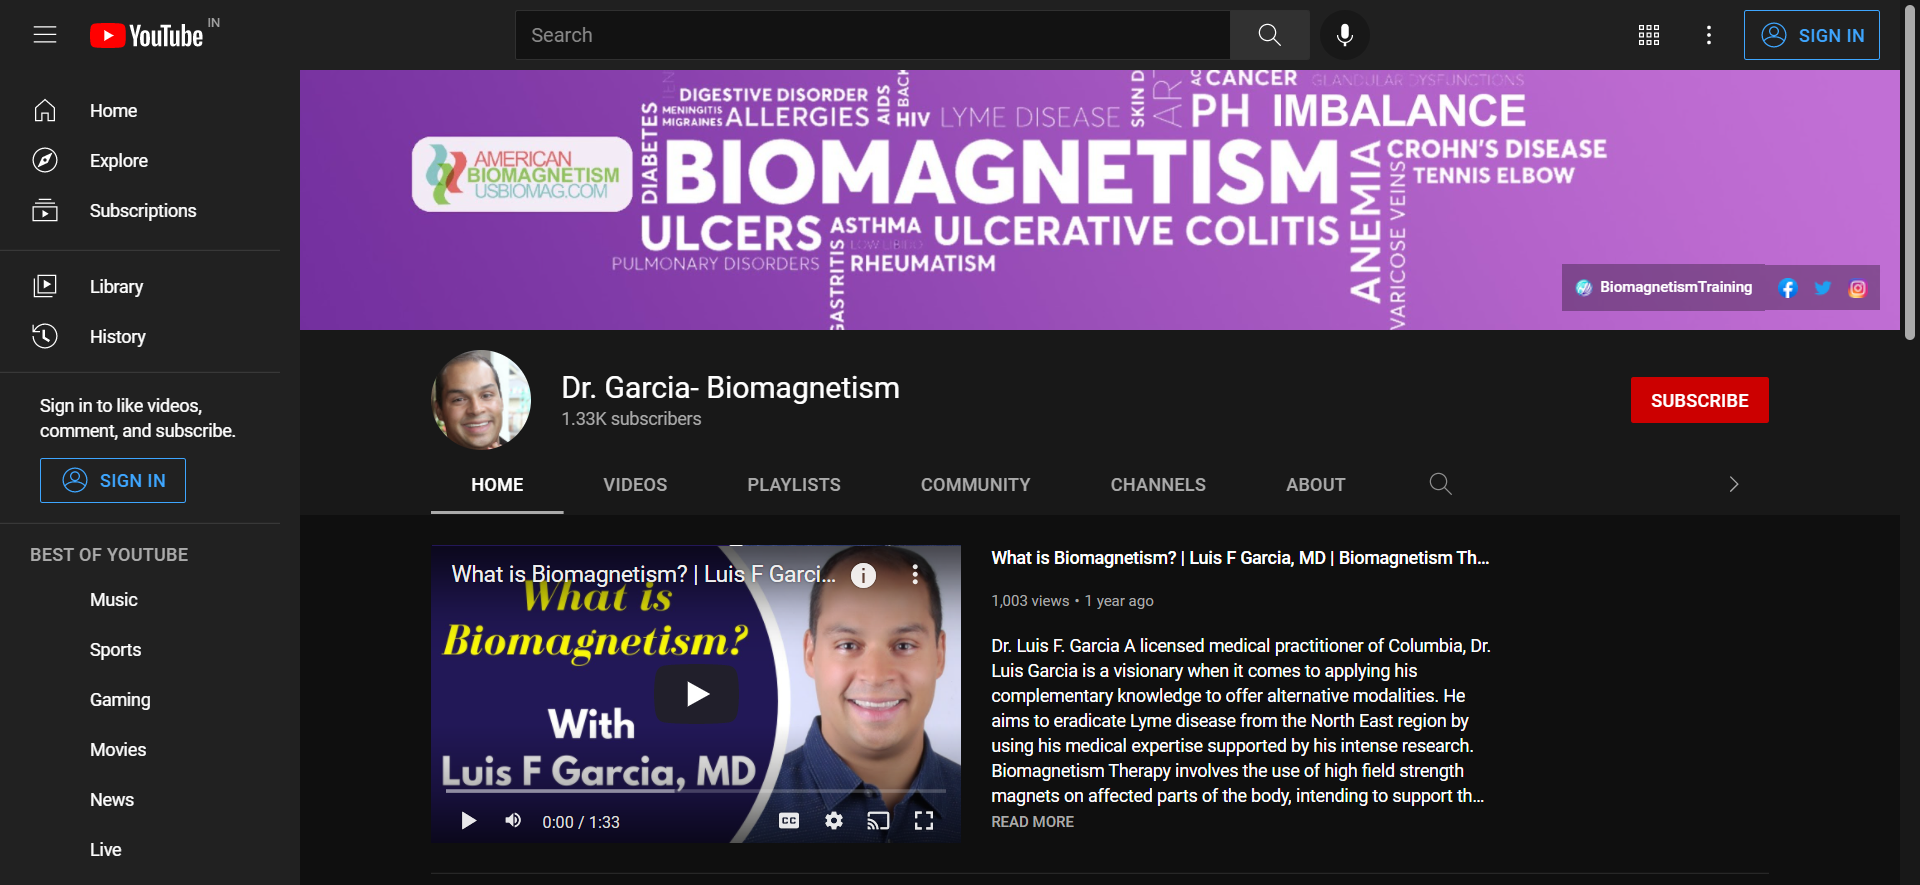 YouTube IN
Search
SIGN IN
Home
Explore
Subscriptions
Library
History
Sign in to like videos,
comment, and subscribe.
SIGN IN
BEST OF YOUTUBE
Music
Sports
Gaming
Movies
News
Live
AMERICAN
BIOMAGNETISM
USBIOMAG.COM
DIABETES
DIGESTIVE DISORDER
MENINGITIS
MIGRAINES
ALLERGIES
AIDS
BACK
HIV
LYME DISEASE
SKIN D
CANCER
GLANDULAR DYSFUNCTIONS
PH IMBALANCE
BIOMAGNETISM
ANEMIA
CROHN'S DISEASE
TENNIS ELBOW
VARICOSE VEINS
ULCERS
ASTHMA
LOW LIBIDO
ULCERATIVE COLITIS
PULMONARY DISORDERS
GASTRITIS
RHEUMATISM
BiomagnetismTraining
Dr. Garcia- Biomagnetism
1.33K subscribers
SUBSCRIBE
HOME
VIDEOS
PLAYLISTS
COMMUNITY
CHANNELS
ABOUT
What is Biomagnetism? | Luis F Garci...
What is
Biomagnetism?
With
Luis F Garcia, MD
0:00 / 1:33
CC
What is Biomagnetism? | Luis F Garcia, MD | Biomagnetism Th...
1,003 views • 1 year ago
Dr. Luis F. Garcia A licensed medical practitioner of Columbia, Dr.
Luis Garcia is a visionary when it comes to applying his
complementary knowledge to offer alternative modalities. He
aims to eradicate Lyme disease from the North East region by
using his medical expertise supported by his intense research.
Biomagnetism Therapy involves the use of high field strength
magnets on affected parts of the body, intending to support th...
READ MORE